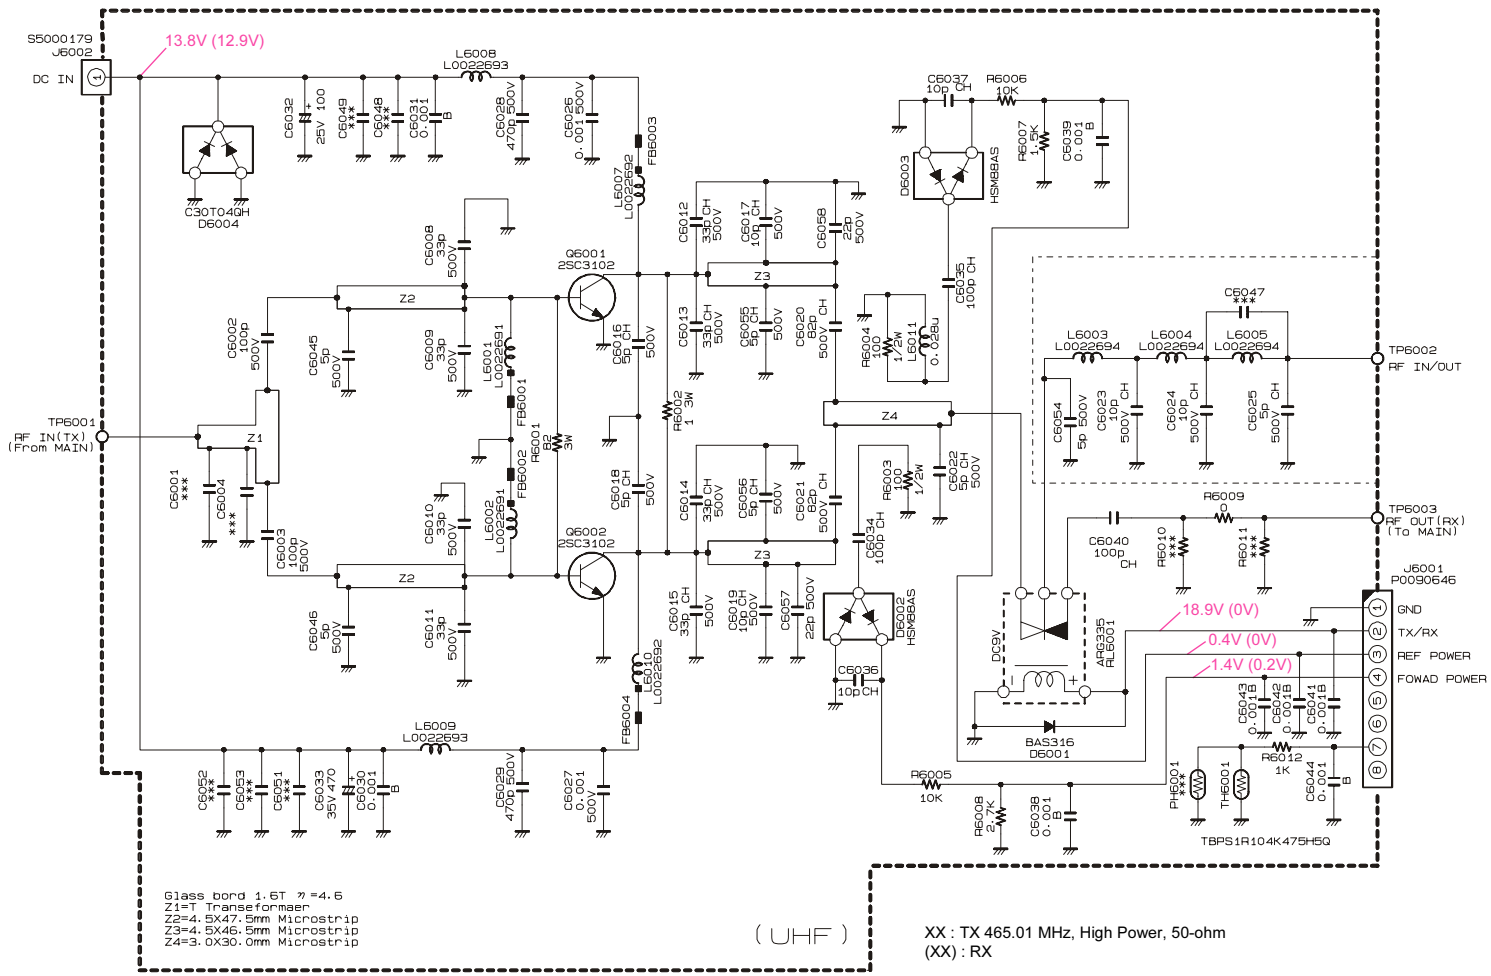 S5000179
J6002
DC IN
1
13.8V (12.9V)
L6008
L0022693
C6032
25V 100
+
C6049
***
C6048
***
C6031
0.001
B
C6028
470p 500V
C6026
0.001 500V
FB6003
L6007
L0022692
C30T04QH
D6004
C6037
10p CH
R6006
10K
R6007
1.5K
C6039
0.001
B
D6003
HSM88AS
C6008
33p
500V
Q6001
2SC3102
C6012
33p CH
500V
C6017
10p CH
500V
C6058
22p
500V
Z2
Z3
C6035
100p CH
C6002
100p
500V
C6045
5p
500V
C6009
33p
500V
L6001
L0022691
FB6001
C6016
5p CH
500V
C6013
33p CH
500V
C6055
5p CH
500V
C6020
82p
500V CH
R6004
100
1/2W
L6011
0.028u
C6047
***
L6003
L0022694
L6004
L0022694
L6005
L0022694
TP6002
RF IN/OUT
C6054
5p 500V
C6023
10p
500V CH
C6024
10p
500V CH
C6025
5p
500V CH
TP6001
RF IN(TX)
(From MAIN)
Z1
R6001
82
3W
R6002
1 3W
Z4
C6001
***
C6004
***
C6003
100p
500V
FB6002
L6002
L0022691
C6010
33p
500V
C6018
5p CH
500V
C6014
33p CH
500V
C6056
5p CH
500V
C6021
82p
500V CH
R6003
100
1/2W
C6022
5p CH
500V
C6034
100p CH
Q6002
2SC3102
Z2
Z3
R6009
0
TP6003
RF OUT(RX)
(To MAIN)
C6040
100p
CH
R6010
***
R6011
***
J6001
P0090646
C6046
5p
500V
C6011
33p
500V
C6015
33p CH
500V
C6019
10p CH
500V
C6057
22p 500V
D6002
HSM88AS
C6036
10pCH
DC9V
ARG335
RL6001
−
+
18.9V (0V)
0.4V (0V)
1.4V (0.2V)
1 GND
2 TX/RX
3 REF POWER
4 FOWAD POWER
5
6
7
8
L6010
L0022692
FB6004
BAS316
D6001
C6043
0.001B
C6042
0.001B
C6041
0.001B
L6009
L0022693
C6052
***
C6053
***
C6051
***
C6033
35V 470
+
C6030
0.001
B
C6029
470p 500V
C6027
0.001
500V
R6005
10K
R6008
2.7K
C6038
0.001
B
PH6001
***
TH6001
R6012
1K
C6044
0.001
B
TBPS1R104K475H5Q
Glass bord 1.6T η=4.6
Z1=T Transeformaer
Z2=4.5X47.5mm Microstrip
Z3=4.5X46.5mm Microstrip
Z4=3.0X30.0mm Microstrip
(UHF)
XX : TX 465.01 MHz, High Power, 50-ohm
(XX) : RX